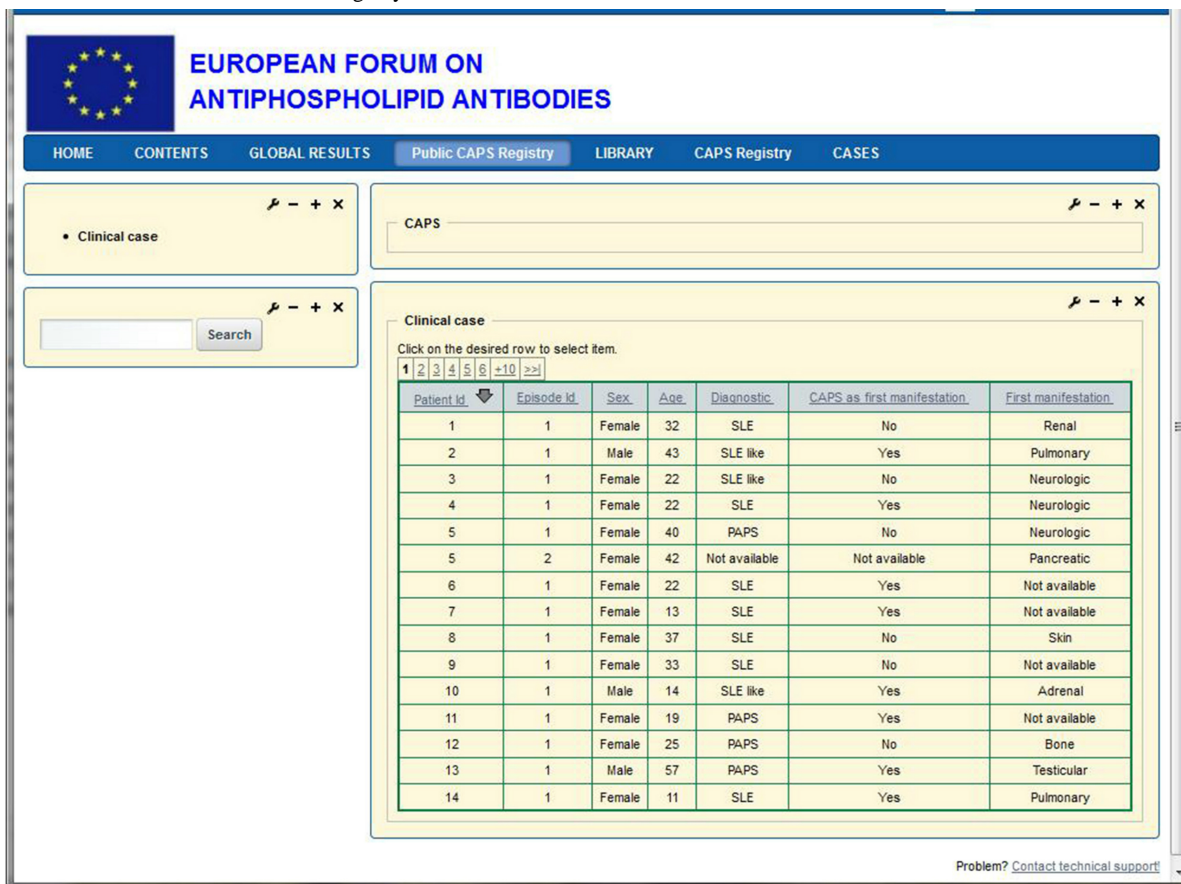 EUROPEAN FORUM ON
ANTIPHOSPHOLIPID ANTIBODIES
HOME CONTENTS GLOBAL RESULTS Public CAPS Registry LIBRARY CAPS Registry CASES
• Clinical case
Search
CAPS
Clinical case
Click on the desired row to select item.
1 2 3 4 5 6 +10 >>|
Patient Id Episode Id Sex Age Diagnostic CAPS as first manifestation First manifestation
1 1 Female 32 SLE No Renal
2 1 Male 43 SLE like Yes Pulmonary
3 1 Female 22 SLE like No Neurologic
4 1 Female 22 SLE Yes Neurologic
5 1 Female 40 PAPS No Neurologic
5 2 Female 42 Not available Not available Pancreatic
6 1 Female 22 SLE Yes Not available
7 1 Female 13 SLE Yes Not available
8 1 Female 37 SLE No Skin
9 1 Female 33 SLE No Not available
10 1 Male 14 SLE like Yes Adrenal
11 1 Female 19 PAPS Yes Not available
12 1 Female 25 PAPS No Bone
13 1 Male 57 PAPS Yes Testicular
14 1 Female 11 SLE Yes Pulmonary
Problem? Contact technical support!